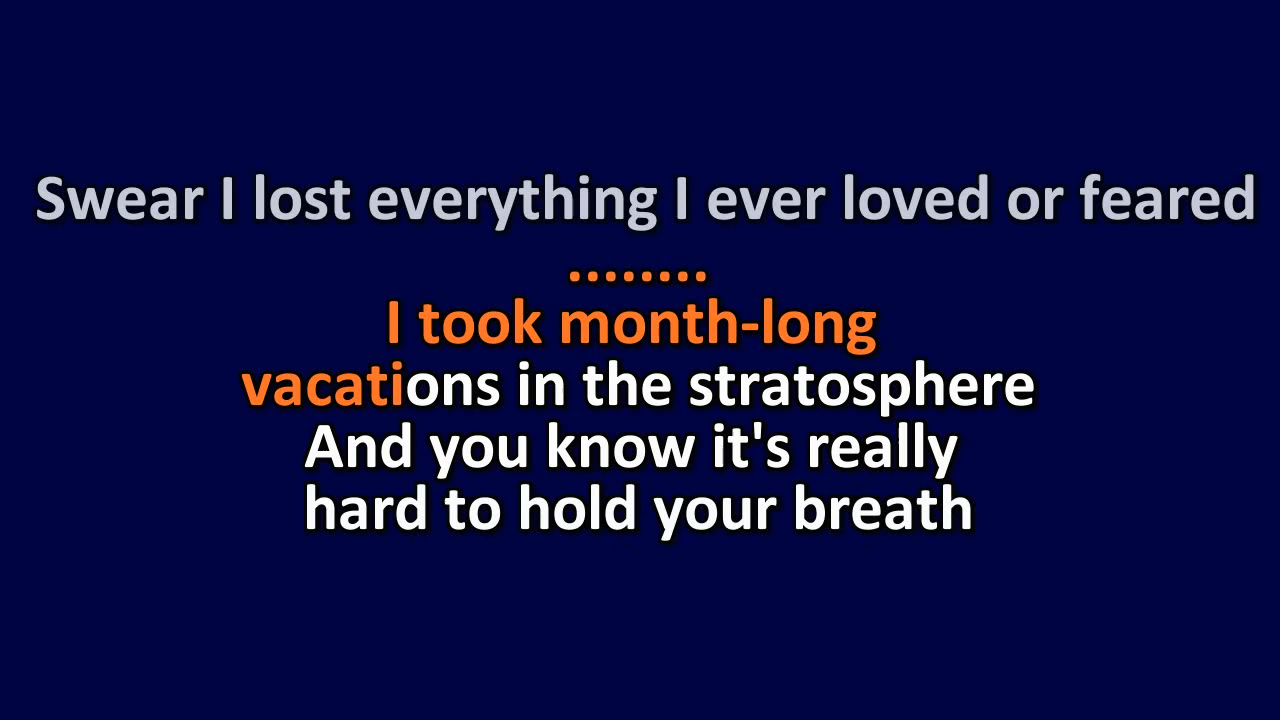 Swear I lost everything I ever loved or feared
........
I took month-long
vacations in the stratosphere
And you know it's really
hard to hold your breath